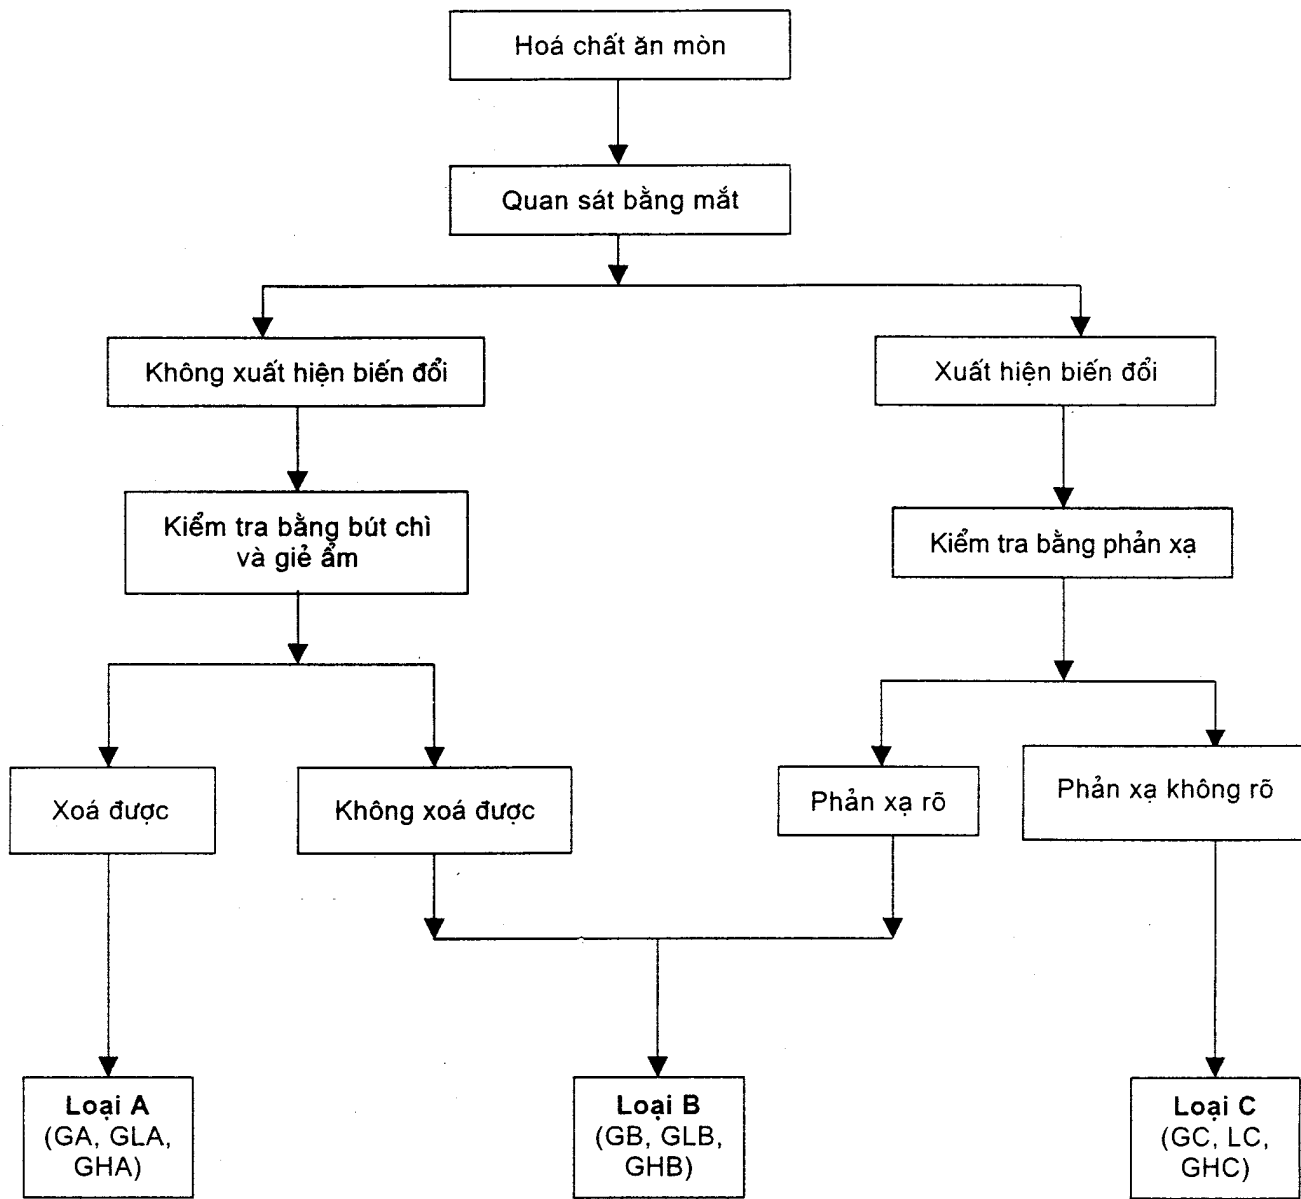 Hoá chất ăn mòn
Quan sát bằng mắt
Không xuất hiện biến đổi
Xuất hiện biến đổi
Kiểm tra bằng bút chì
và giẻ ẩm
Kiểm tra bằng phản xạ
Xoá được
Không xoá được
Phản xạ rõ
Phản xạ không rõ
Loại A
(GA, GLA,
GHA)
Loại B
(GB, GLB,
GHB)
Loại C
(GC, LC,
GHC)